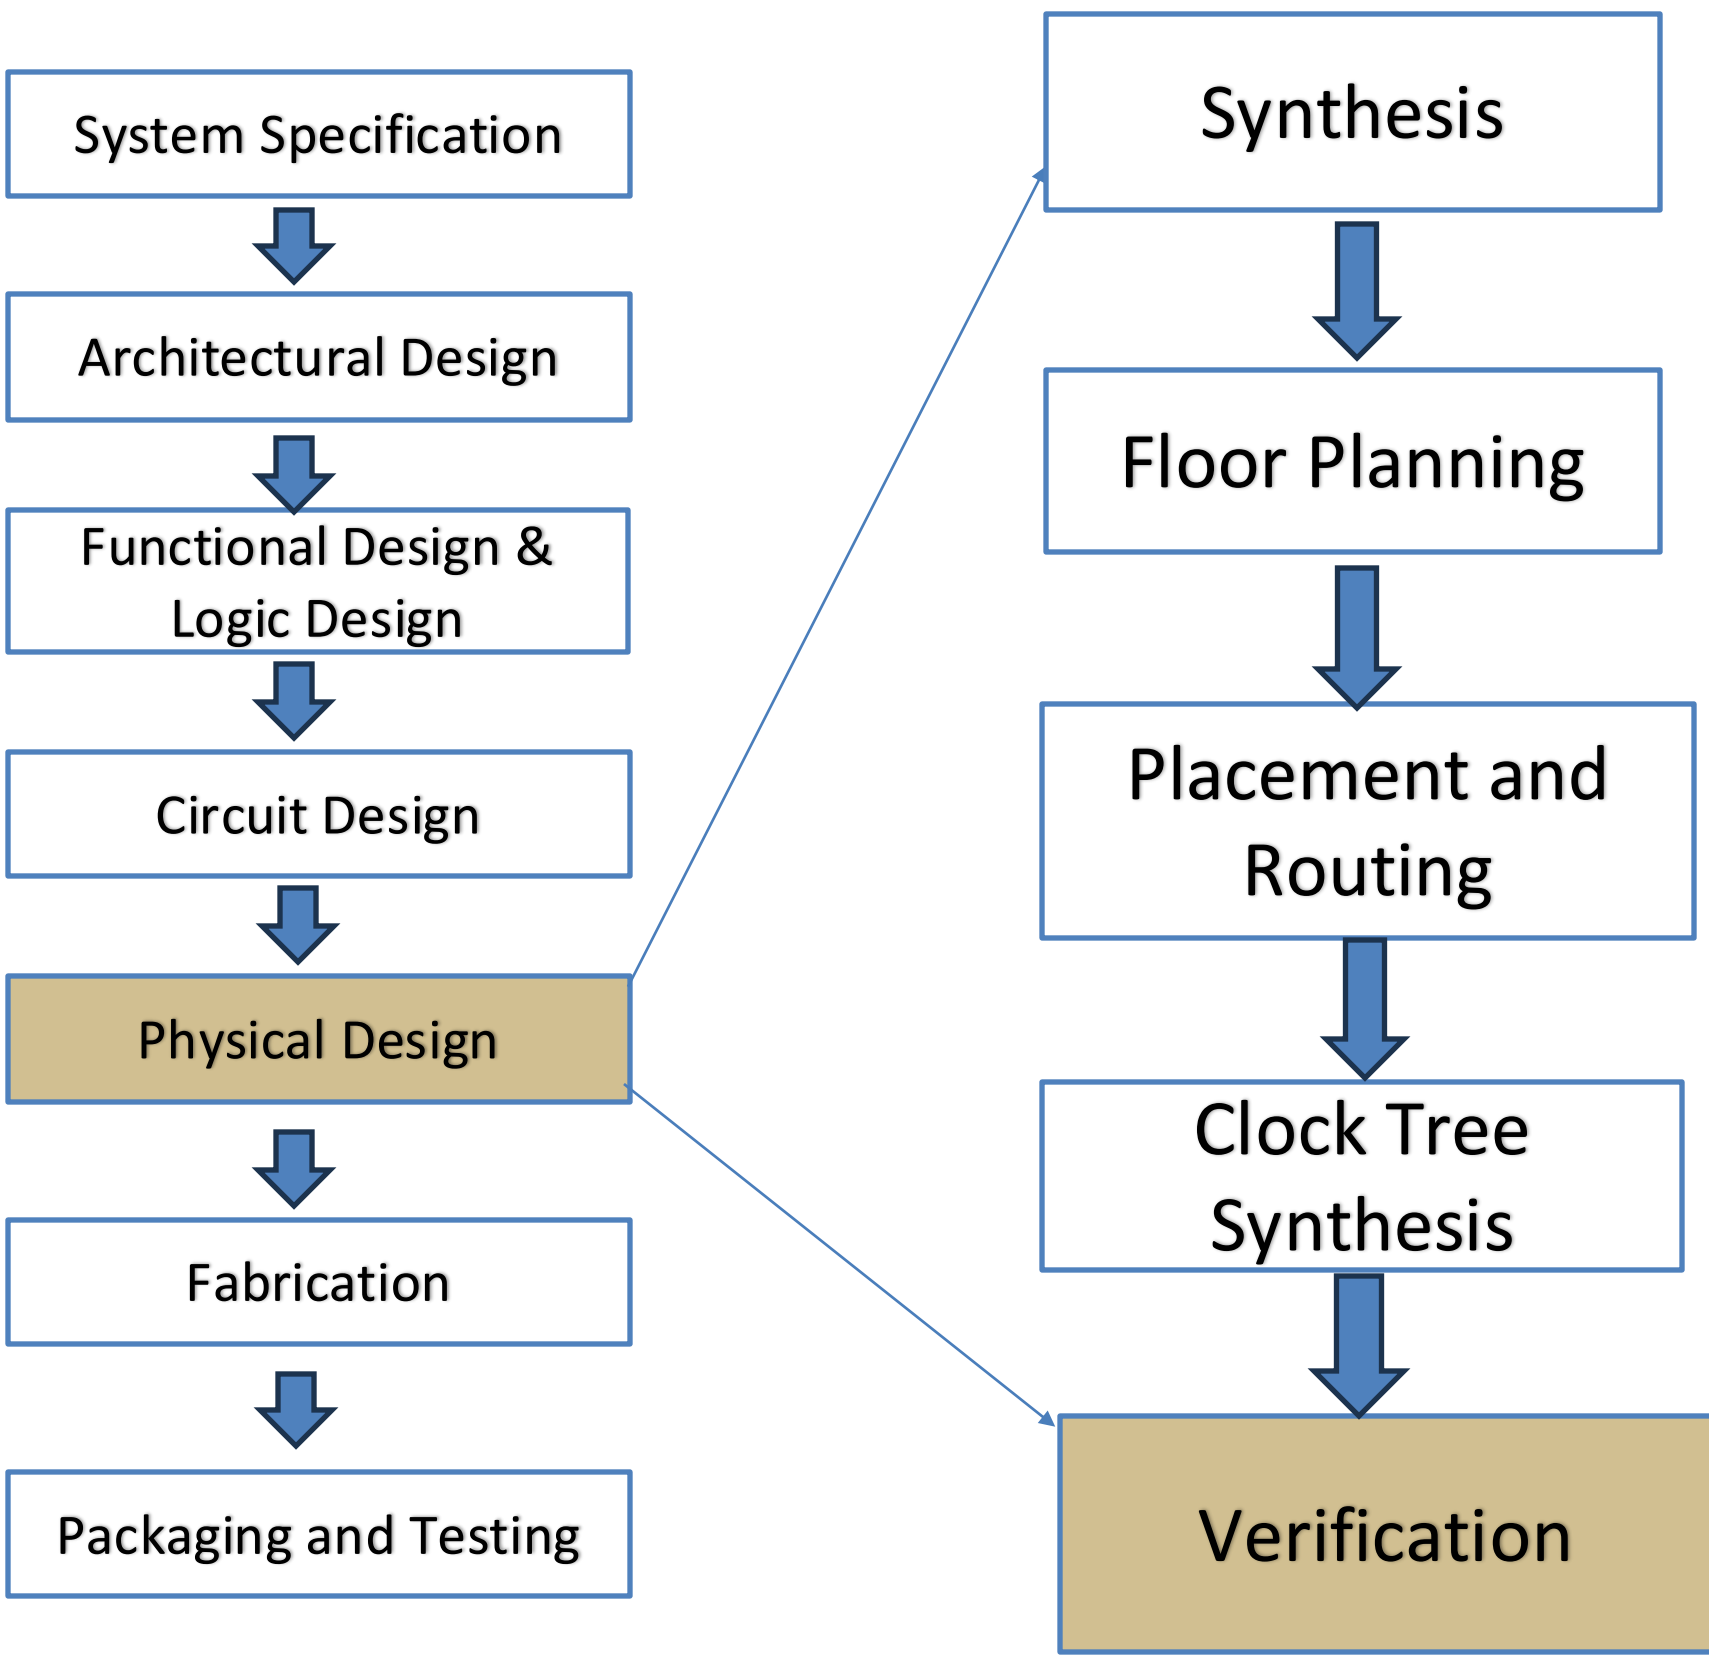 System Specification
Architectural Design
Functional Design &
Logic Design
Circuit Design
Physical Design
Fabrication
Packaging and Testing
Synthesis
Floor Planning
Placement and
Routing
Clock Tree
Synthesis
Verification